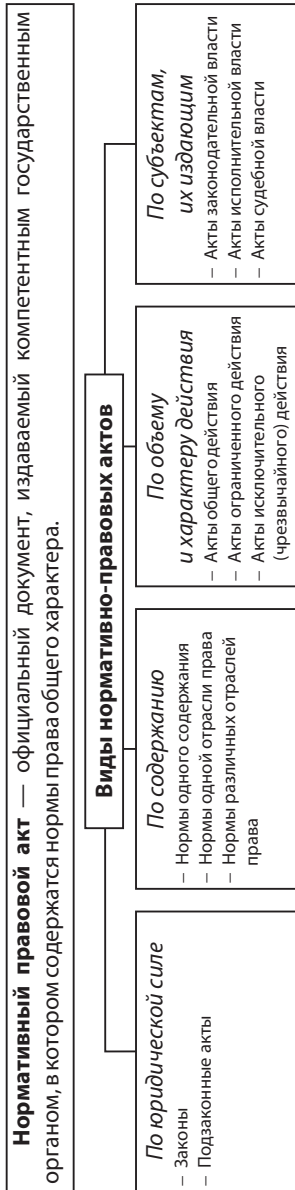 Нормативный правовой акт — официальный документ, издаваемый компетентным государственным
органом, в котором содержатся нормы права общего характера.
Виды нормативно-правовых актов
По юридической силе
– Законы
– Подзаконные акты
По содержанию
– Нормы одного содержания
– Нормы одной отрасли права
– Нормы различных отраслей
права
По объему
и характеру действия
– Акты общего действия
– Акты ограниченного действия
– Акты исключительного
(чрезвычайного) действия
По субъектам,
их издающим
– Акты законодательной власти
– Акты исполнительной власти
– Акты судебной власти